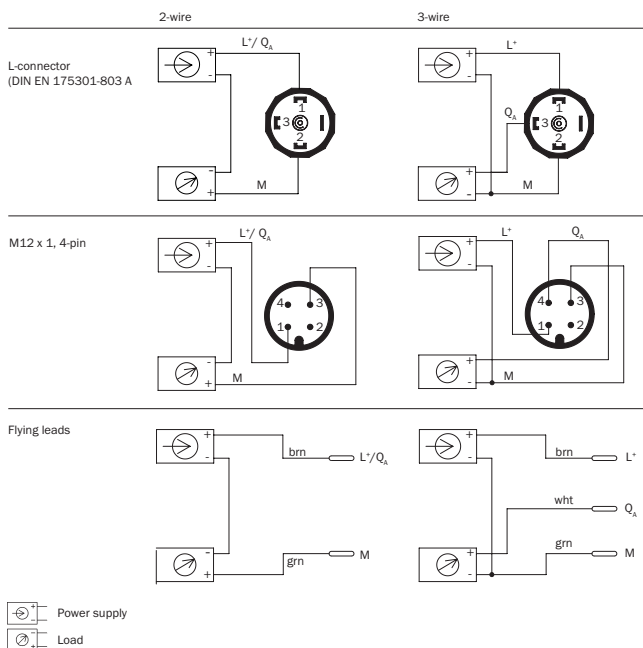 2-wire 3-wire
L-connector
(DIN EN 175301-803 A
L⁺/ Q_A
+
-
1
3
2
-
+
M
L⁺
+
-
Q_A
1
3
2
+
-
M
M12 x 1, 4-pin
L⁺/ Q_A
+
-
4 3
1 2
-
+
M
L⁺ Q_A
+
-
4 3
1 2
+
-
M
Flying leads
+
-
brn L⁺/Q_A
-
+
grn M
+
-
brn L⁺
wht Q_A
+
-
grn M
+
-
Power supply
-
+
Load